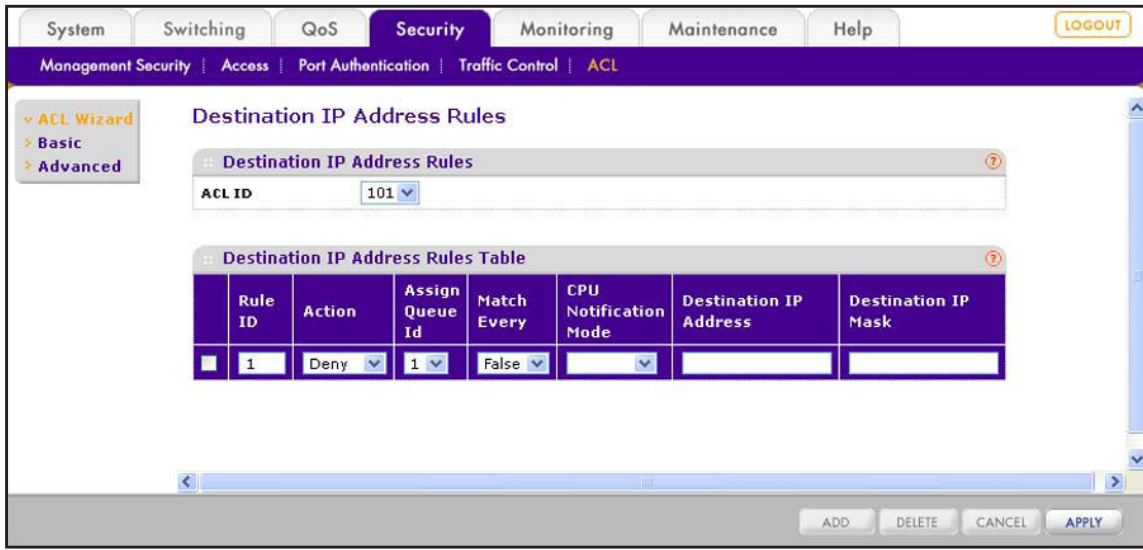 System
Switching
QoS
Security
Monitoring
Maintenance
Help
LOGOUT
Management Security | Access | Port Authentication | Traffic Control | ACL
ACL Wizard
Basic
Advanced
Destination IP Address Rules
Destination IP Address Rules
ACL ID
101
Destination IP Address Rules Table
Rule ID
Action
Assign Queue Id
Match Every
CPU Notification Mode
Destination IP Address
Destination IP Mask
1
Deny
1
False
ADD
DELETE
CANCEL
APPLY